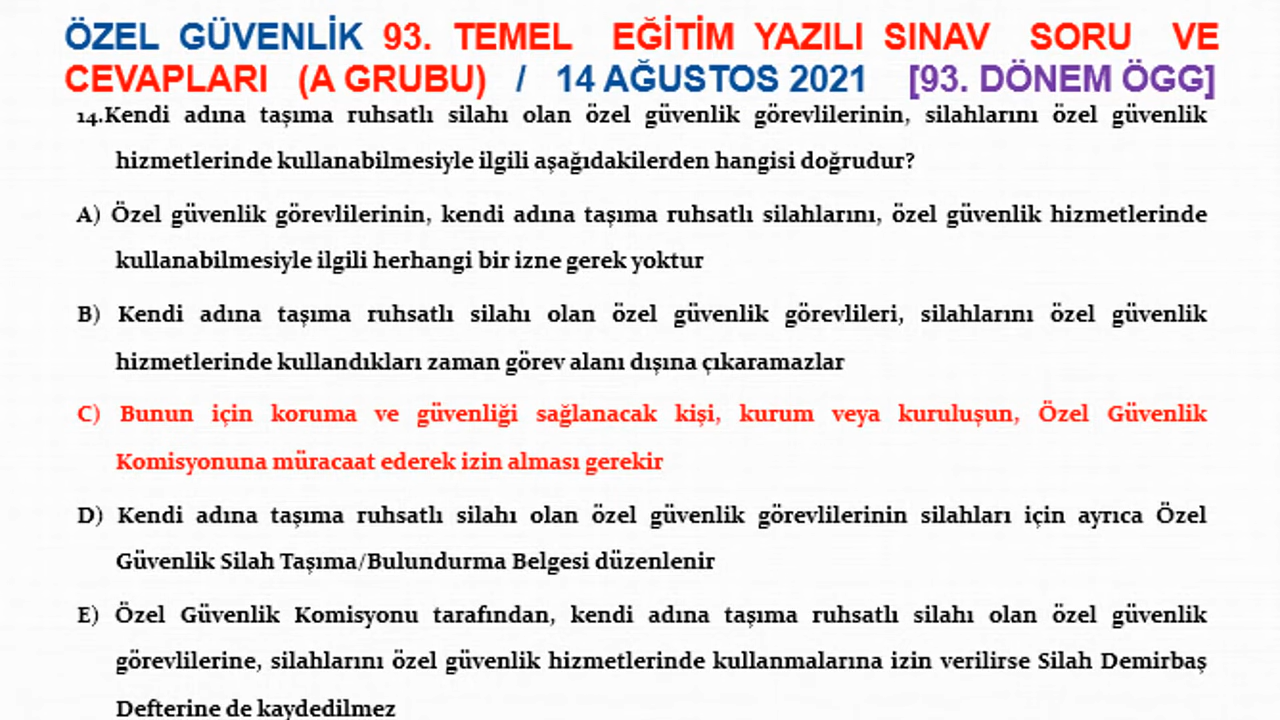 ÖZEL GÜVENLİK 93. TEMEL EĞİTİM YAZILI SINAV SORU VE
CEVAPLARI (A GRUBU) / 14 AĞUSTOS 2021 [93. DÖNEM ÖGG]
14.Kendi adına taşıma ruhsatlı silahı olan özel güvenlik görevlilerinin, silahlarını özel güvenlik
hizmetlerinde kullanabilmesiyle ilgili aşağıdakilerden hangisi doğrudur?
A) Özel güvenlik görevlilerinin, kendi adına taşıma ruhsatlı silahlarını, özel güvenlik hizmetlerinde
kullanabilmesiyle ilgili herhangi bir izne gerek yoktur
B) Kendi adına taşıma ruhsatlı silahı olan özel güvenlik görevlileri, silahlarını özel güvenlik
hizmetlerinde kullandıkları zaman görev alanı dışına çıkaramazlar
C) Bunun için koruma ve güvenliği sağlanacak kişi, kurum veya kuruluşun, Özel Güvenlik
Komisyonuna müracaat ederek izin alması gerekir
D) Kendi adına taşıma ruhsatlı silahı olan özel güvenlik görevlilerinin silahları için ayrıca Özel
Güvenlik Silah Taşıma/Bulundurma Belgesi düzenlenir
E) Özel Güvenlik Komisyonu tarafından, kendi adına taşıma ruhsatlı silahı olan özel güvenlik
görevlilerine, silahlarını özel güvenlik hizmetlerinde kullanmalarına izin verilirse Silah Demirbaş
Defterine de kaydedilmez